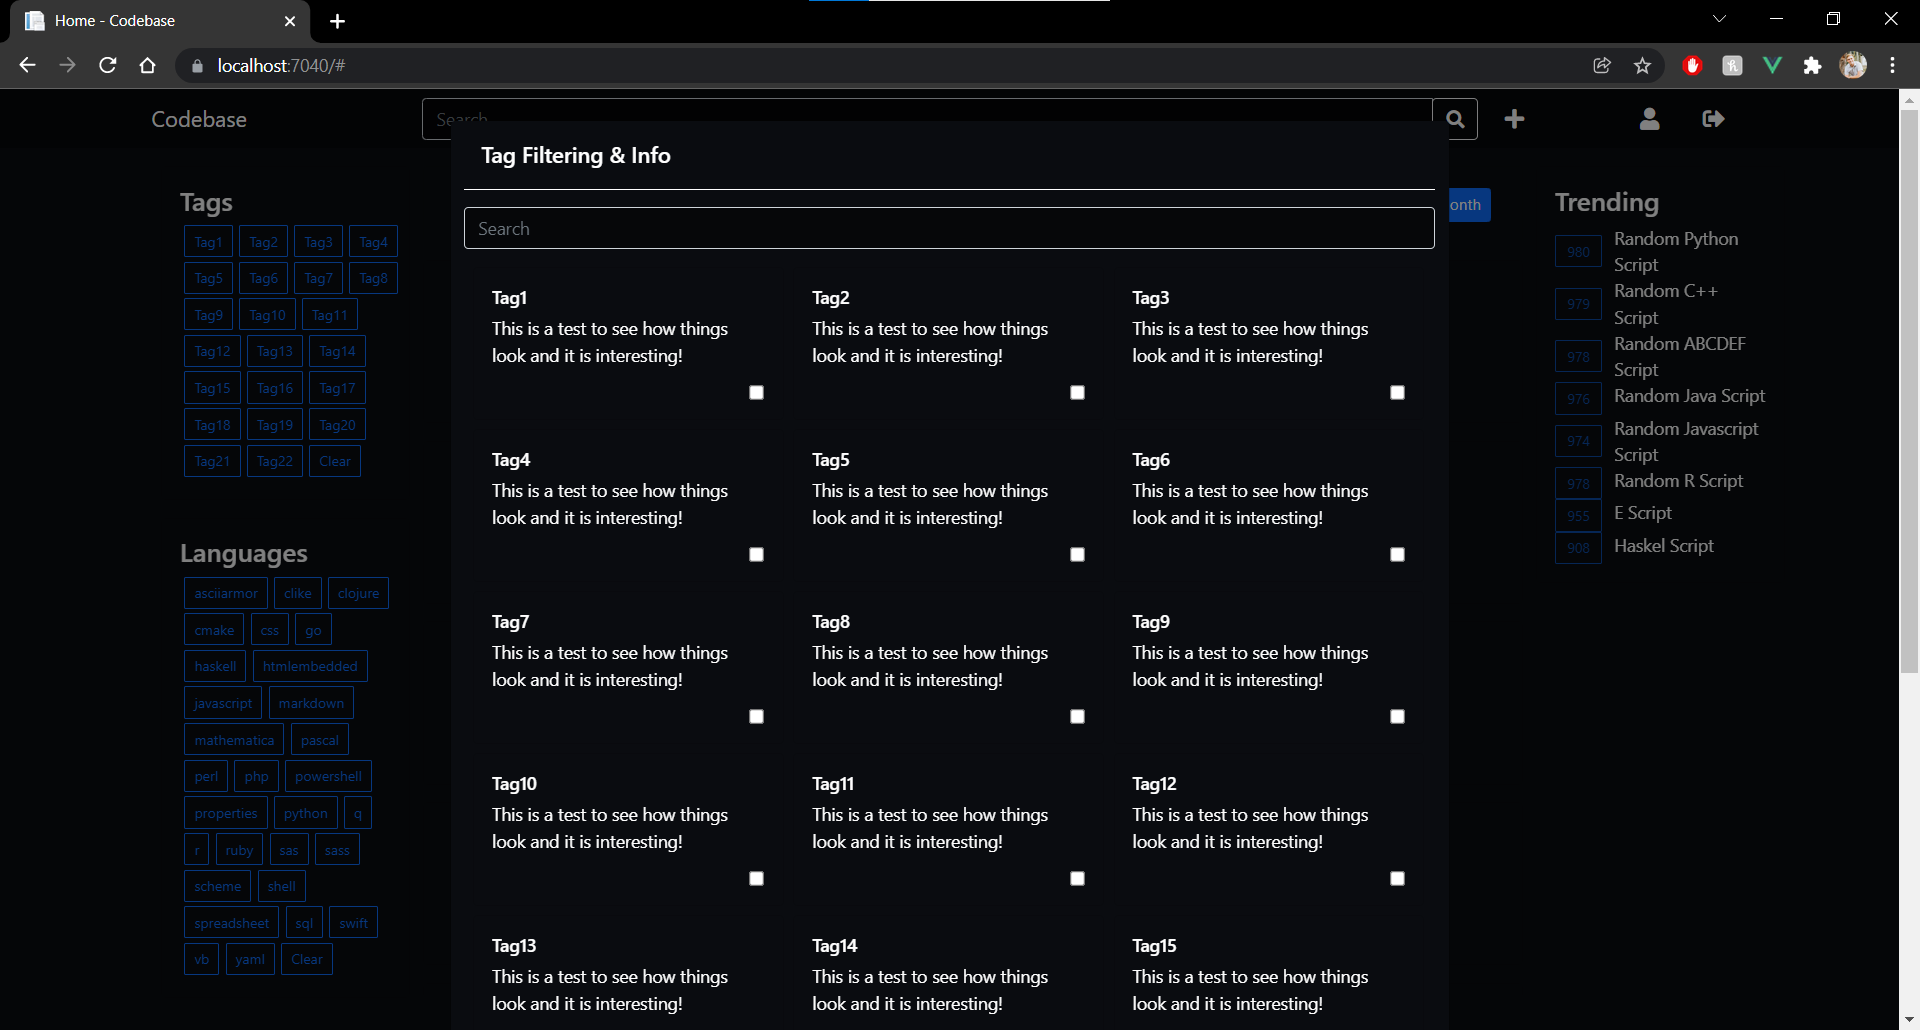 Home - Codebase
localhost:7040/#
Codebase
Search
Tag Filtering & Info
Search
Tags
Tag1 Tag2 Tag3 Tag4
Tag5 Tag6 Tag7 Tag8
Tag9 Tag10 Tag11
Tag12 Tag13 Tag14
Tag15 Tag16 Tag17
Tag18 Tag19 Tag20
Tag21 Tag22 Clear
Languages
asciiarmor clike clojure
cmake css go
haskell htmlembedded
javascript markdown
mathematica pascal
perl php powershell
properties python q
r ruby sas sass
scheme shell
spreadsheet sql swift
vb yaml Clear
Tag1
This is a test to see how things
look and it is interesting!
Tag2
This is a test to see how things
look and it is interesting!
Tag3
This is a test to see how things
look and it is interesting!
Tag4
This is a test to see how things
look and it is interesting!
Tag5
This is a test to see how things
look and it is interesting!
Tag6
This is a test to see how things
look and it is interesting!
Tag7
This is a test to see how things
look and it is interesting!
Tag8
This is a test to see how things
look and it is interesting!
Tag9
This is a test to see how things
look and it is interesting!
Tag10
This is a test to see how things
look and it is interesting!
Tag11
This is a test to see how things
look and it is interesting!
Tag12
This is a test to see how things
look and it is interesting!
Tag13
This is a test to see how things
look and it is interesting!
Tag14
This is a test to see how things
look and it is interesting!
Tag15
This is a test to see how things
look and it is interesting!
onth
Trending
980 Random Python
Script
979 Random C++
Script
978 Random ABCDEF
Script
976 Random Java Script
974 Random Javascript
Script
978 Random R Script
955 E Script
908 Haskel Script